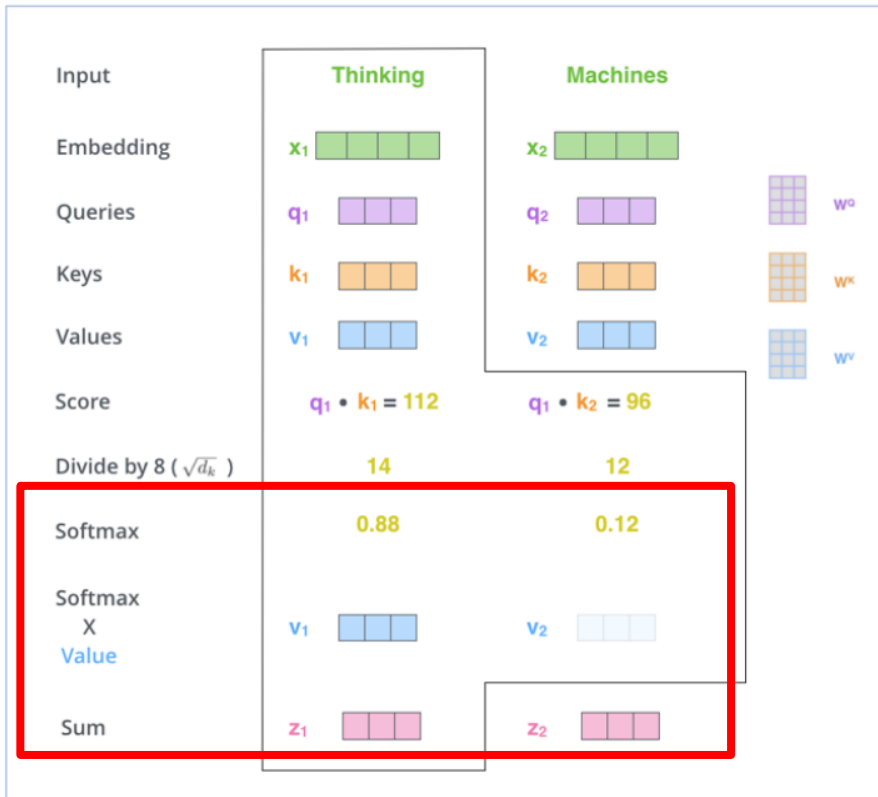 Input Thinking Machines
Embedding x₁ x₂
Queries q₁ q₂ Wᵠ
Keys k₁ k₂ Wᴷ
Values v₁ v₂ Wⱽ
Score q₁ • k₁ = 112 q₁ • k₂ = 96
Divide by 8 ( √dₖ ) 14 12
Softmax 0.88 0.12
Softmax
X
Value v₁ v₂
Sum z₁ z₂